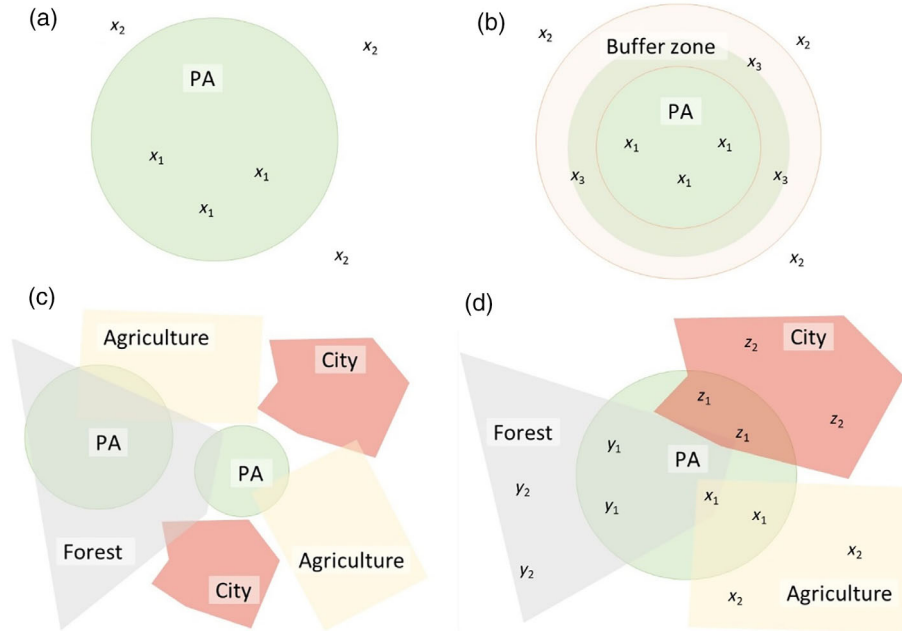 (a)
x₂
x₂
PA
x₁
x₁
x₁
x₂
(b)
x₂
Buffer zone
x₂
x₃
PA
x₁
x₁
x₃
x₁
x₃
x₂
(c)
Agriculture
City
PA
PA
Forest
Agriculture
City
(d)
z₂
City
z₁
z₂
Forest
y₁
z₁
PA
y₂
y₁
x₁
x₁
x₂
y₂
x₂
Agriculture